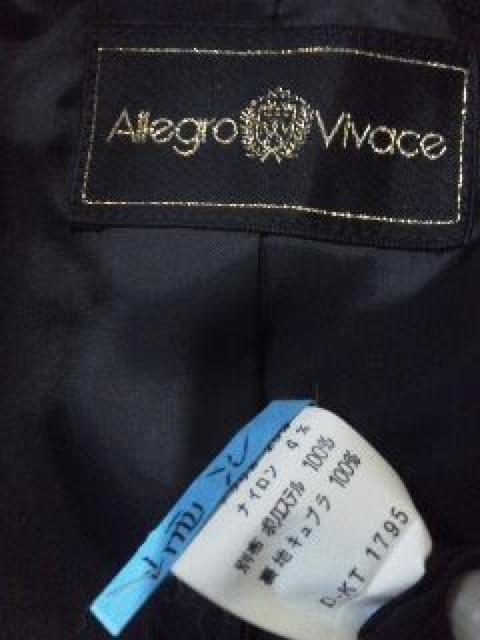 Allegro Vivace
ナイロン 6%
別布 ポリエステル 100%
裏地 キュプラ 100%
D-KT 1795